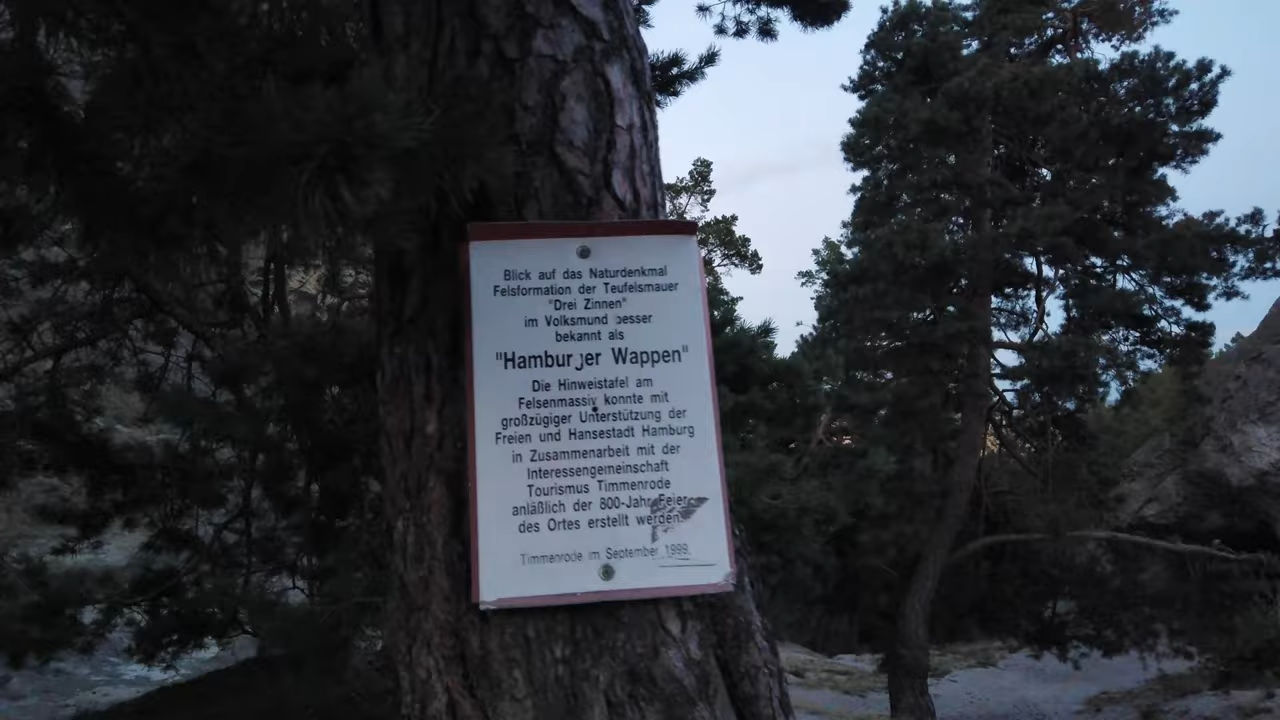 Blick auf das Naturdenkmal
Felsformation der Teufelsmauer
"Drei Zinnen"
im Volksmund besser
bekannt als
"Hamburger Wappen"
Die Hinweistafel am
Felsenmassiv konnte mit
großzügiger Unterstützung der
Freien und Hansestadt Hamburg
in Zusammenarbeit mit der
Interessengemeinschaft
Tourismus Timmenrode
anläßlich der 800-Jahr Feier
des Ortes erstellt werden.
Timmenrode im September 1999